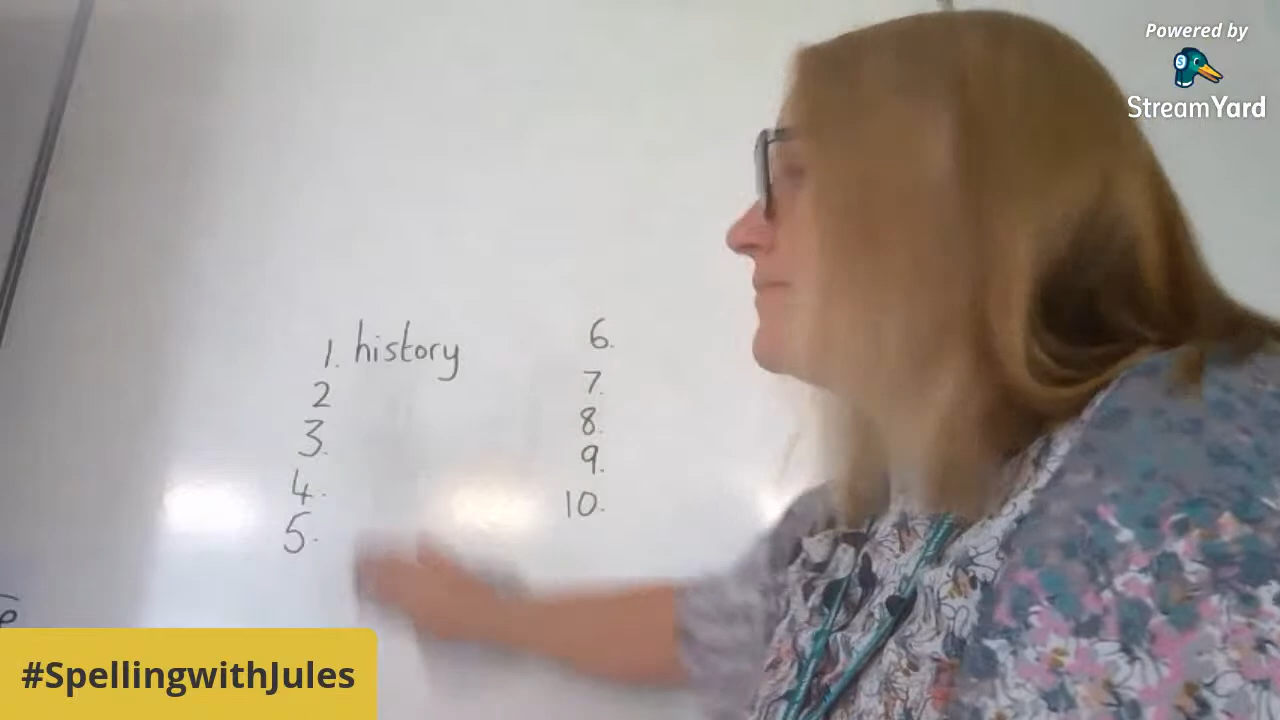 Powered by
StreamYard
1. history
2
3.
4.
5.
6.
7.
8.
9.
10.
#SpellingwithJules